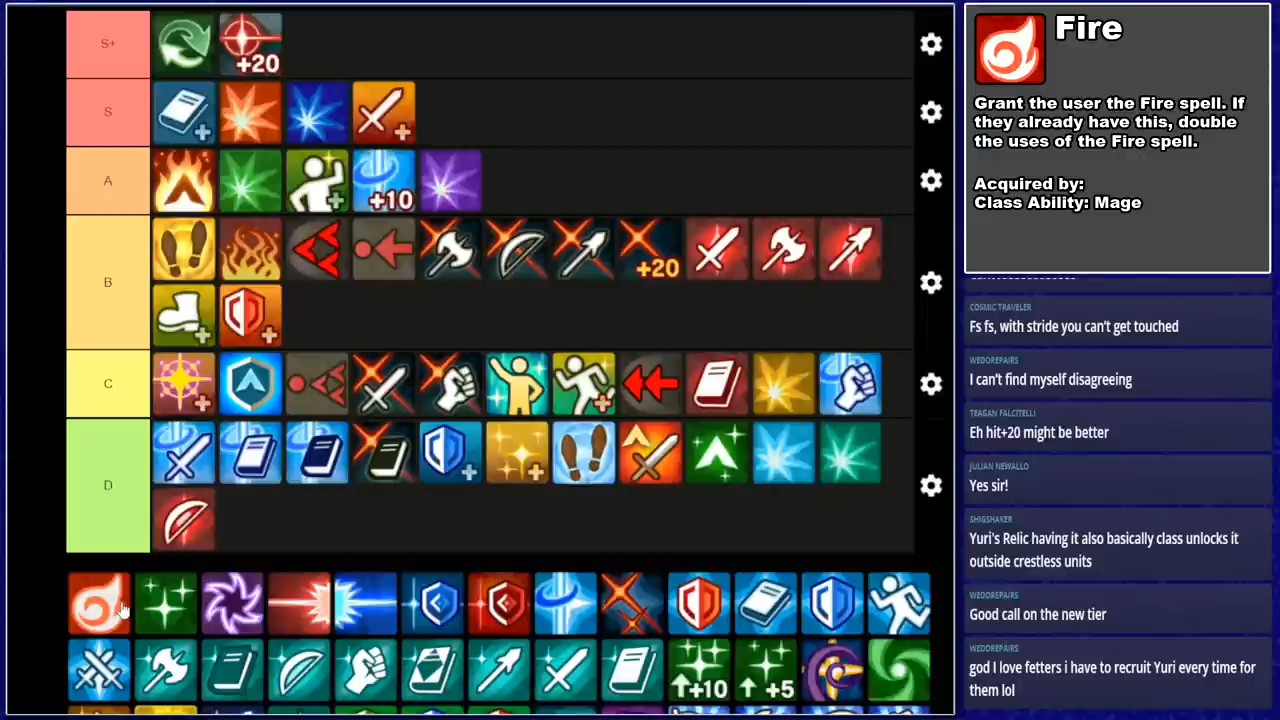 S+
+20
S
A
+10
B
+20
C
D
+10
+5
Fire
Grant the user the Fire spell. If
they already have this, double
the uses of the Fire spell.
Acquired by:
Class Ability: Mage
COSMIC TRAVELER
Fs fs, with stride you can't get touched
WEDOREPAIRS
I can't find myself disagreeing
TEAGAN FALCITELLI
Eh hit+20 might be better
JULIAN NEWALLO
Yes sir!
SHIGSHAKER
Yuri's Relic having it also basically class unlocks it
outside crestless units
WEDOREPAIRS
Good call on the new tier
WEDOREPAIRS
god I love fetters i have to recruit Yuri every time for
them lol